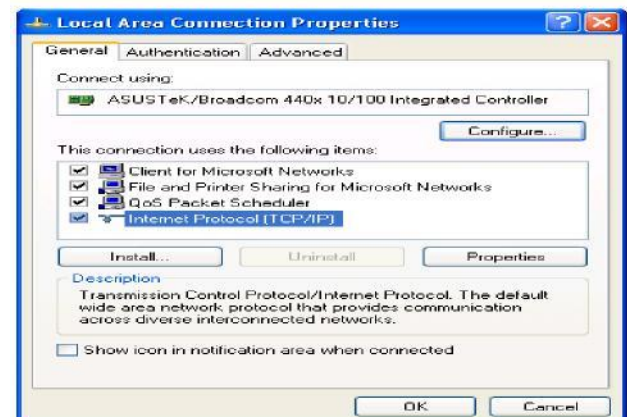 Local Area Connection Properties
General Authentication Advanced
Connect using:
ASUSTeK/Broadcom 440x 10/100 Integrated Controller
Configure...
This connection uses the following items:
Client for Microsoft Networks
File and Printer Sharing for Microsoft Networks
QoS Packet Scheduler
Internet Protocol (TCP/IP)
Install... Uninstall Properties
Description
Transmission Control Protocol/Internet Protocol. The default
wide area network protocol that provides communication
across diverse interconnected networks.
Show icon in notification area when connected
OK Cancel